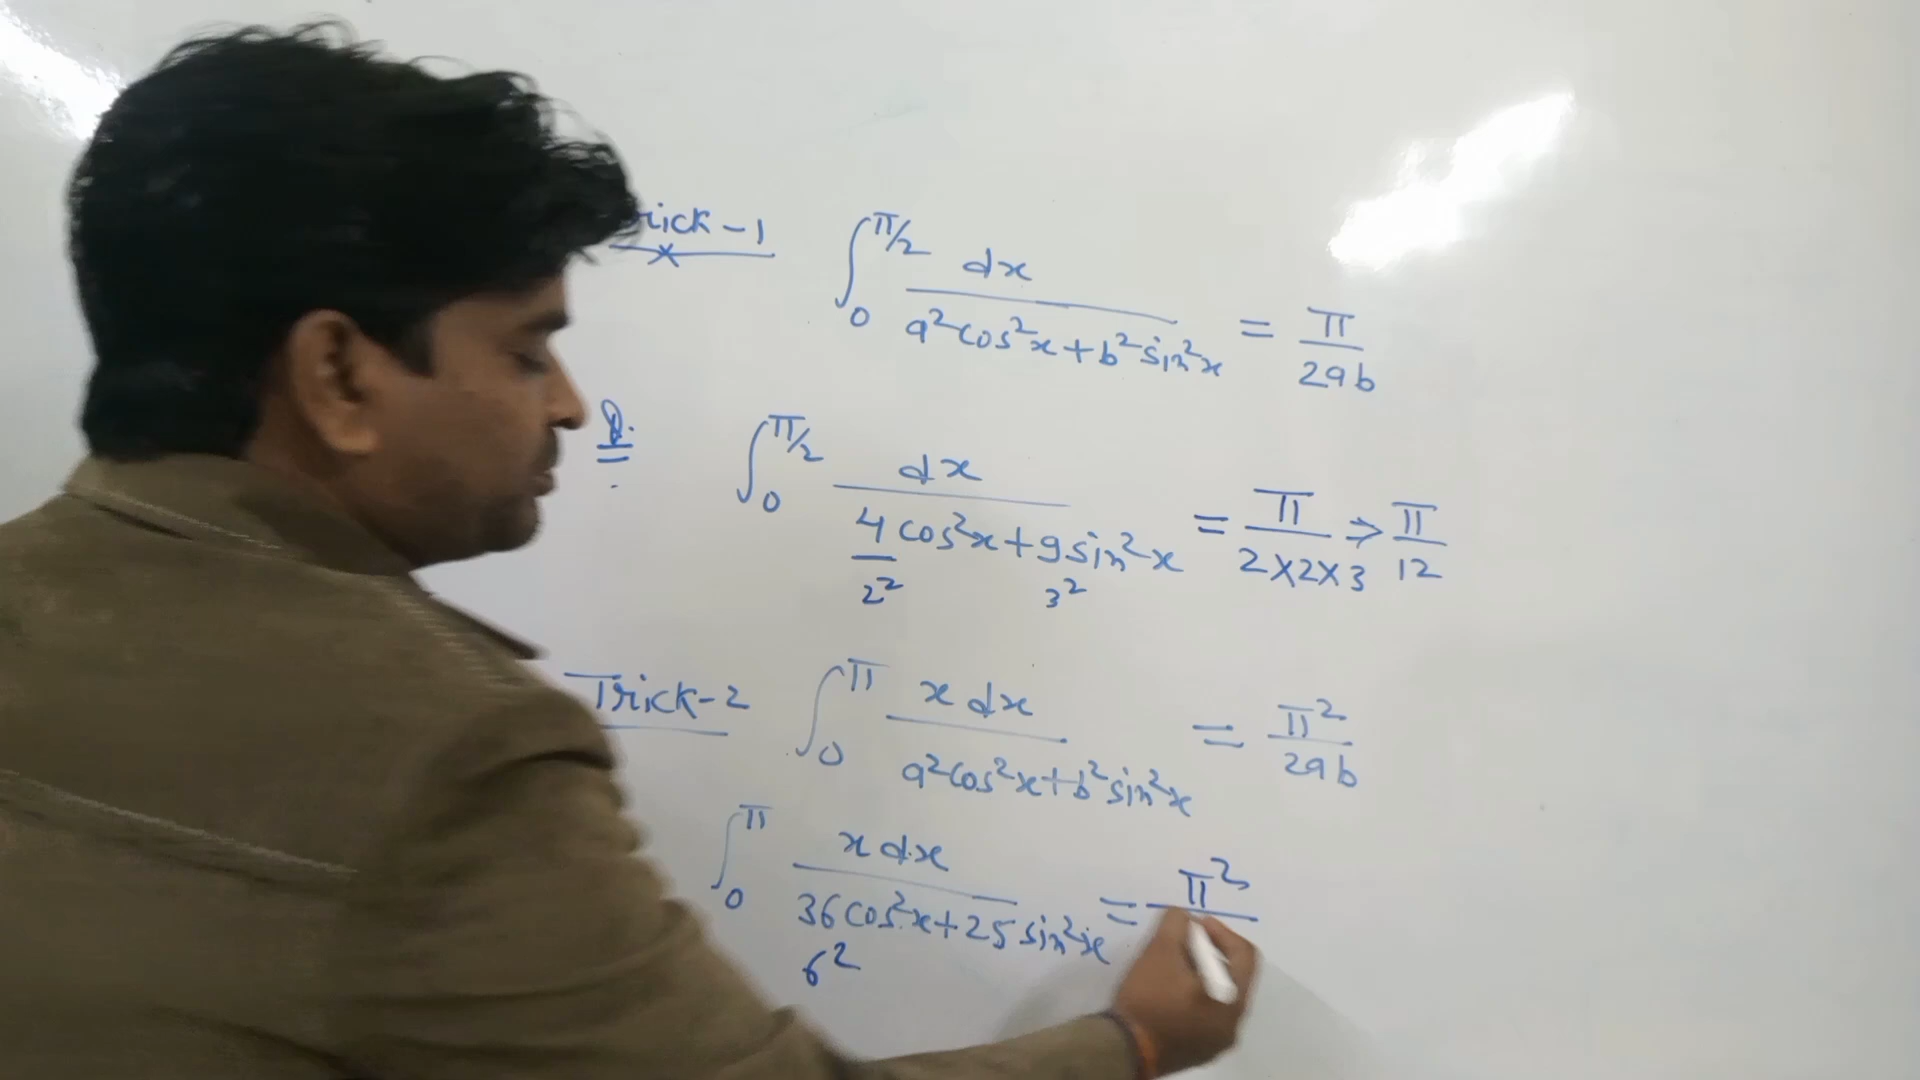 rick-1 ∫₀^π/2 dx / a²cos²x+b²sin²x = π / 2ab
Q. ∫₀^π/2 dx / 4cos²x+9sin²x = π / 2×2×3 ⇒ π / 12
2² 3²
Trick-2 ∫₀^π x dx / a²cos²x+b²sin²x = π² / 2ab
∫₀^π x dx / 36cos²x+25sin²x = π²
6²